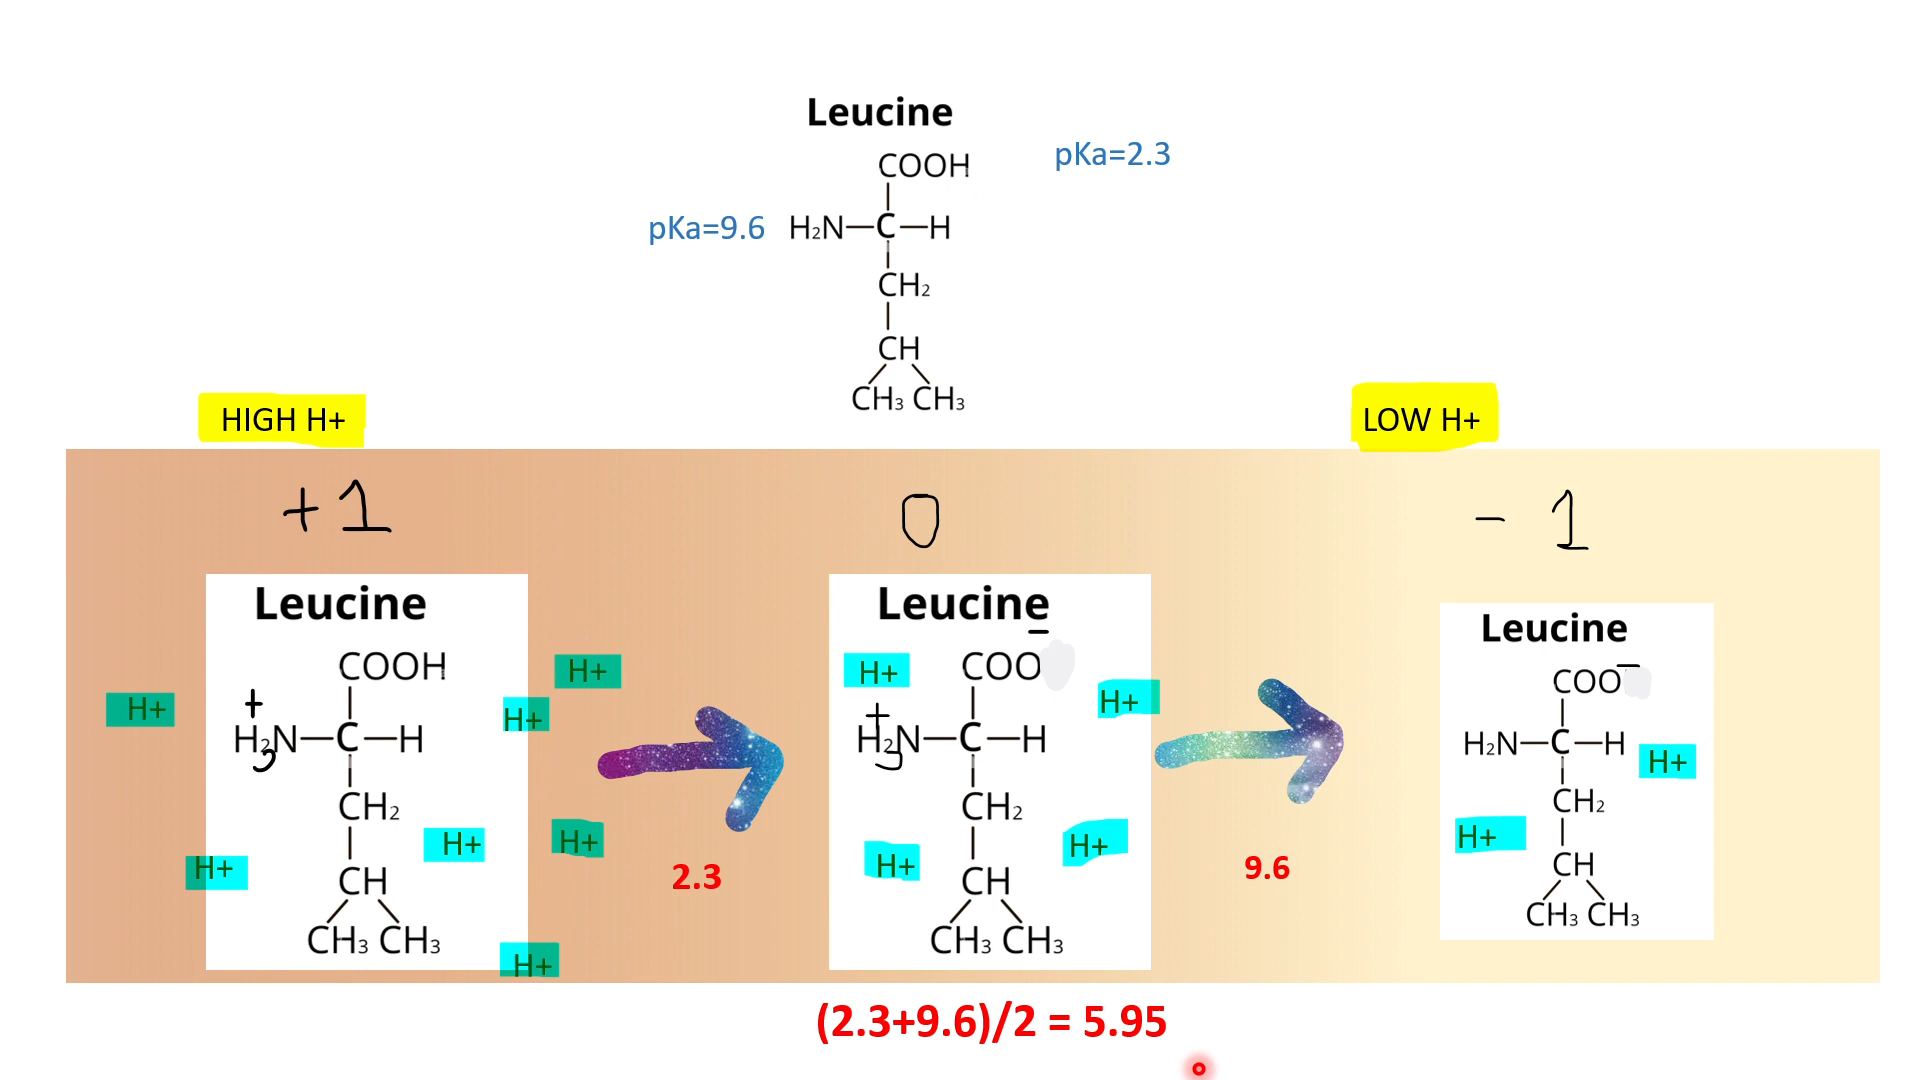 Leucine
COOH
pKa=2.3
pKa=9.6 H₂N—C—H
CH₂
CH
CH₃ CH₃
HIGH H+
LOW H+
+1
0
- 1
Leucine
COOH
+
H₃N—C—H
CH₂
CH
CH₃ CH₃
H+
H+
H+
H+
H+
H+
H+
2.3
Leucine
COO
−
+
H₃N—C—H
CH₂
CH
CH₃ CH₃
H+
H+
H+
H+
9.6
Leucine
COO−
H₂N—C—H
CH₂
CH
CH₃ CH₃
H+
H+
(2.3+9.6)/2 = 5.95